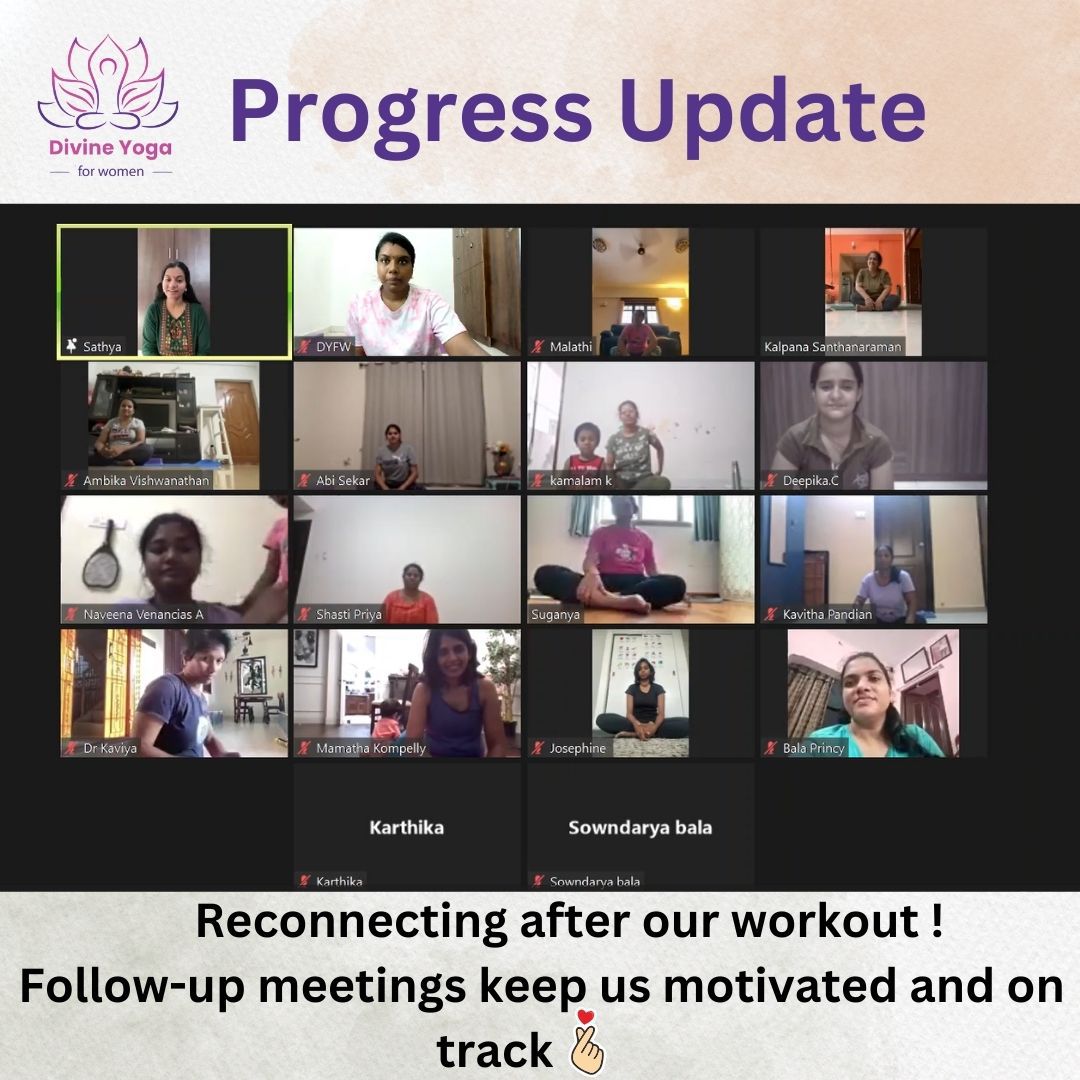 Divine Yoga
for women
Progress Update
Sathya
DYFW
Malathi
Kalpana Santhanaraman
Ambika Vishwanathan
Abi Sekar
kamalam k
Deepika.C
Naveena Venancias A
Shasti Priya
Suganya
Kavitha Pandian
Dr Kaviya
Mamatha Kompelly
Josephine
Bala Princy
Karthika
Sowndarya bala
Karthika
Sowndarya bala
Reconnecting after our workout !
Follow-up meetings keep us motivated and on
track